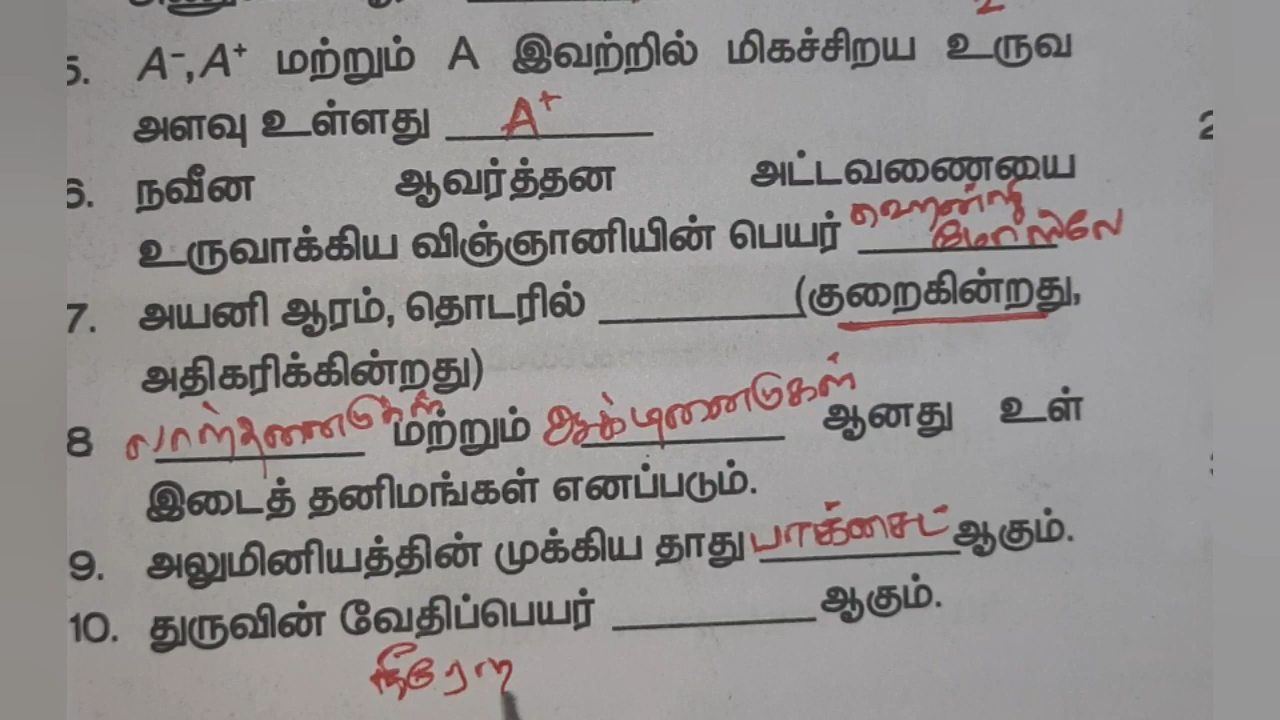 5. A⁻, A⁺ மற்றும் A இவற்றில் மிகச்சிறய உருவ
அளவு உள்ளது A⁺
6. நவீன ஆவர்த்தன அட்டவணையை
உருவாக்கிய விஞ்ஞானியின் பெயர் ஹென்றி மோஸ்லே
7. அயனி ஆரம், தொடரில் ________ (குறைகின்றது,
அதிகரிக்கின்றது)
8 லாந்தனைடுகள் மற்றும் ஆக்டினைடுகள் ஆனது உள்
இடைத் தனிமங்கள் எனப்படும்.
9. அலுமினியத்தின் முக்கிய தாது பாக்சைட் ஆகும்.
10. துருவின் வேதிப்பெயர் ________ ஆகும்.
நீரேறி